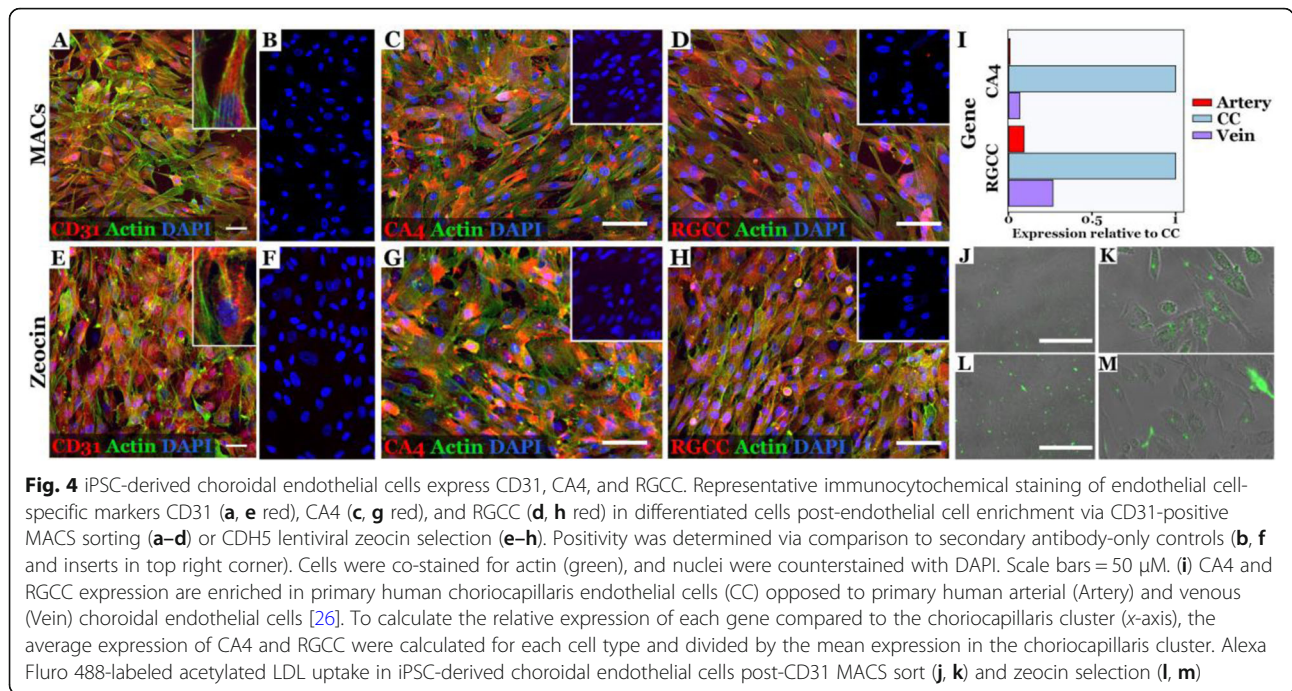 A
B
C
D
MACs
CD31 Actin DAPI
CA4 Actin DAPI
RGCC Actin DAPI
E
F
G
H
Zeocin
CD31 Actin DAPI
CA4 Actin DAPI
RGCC Actin DAPI
I
Gene
CA4
RGCC
0
0.5
1
Expression relative to CC
Artery
CC
Vein
J
K
L
M
Fig. 4 iPSC-derived choroidal endothelial cells express CD31, CA4, and RGCC. Representative immunocytochemical staining of endothelial cell-
specific markers CD31 (a, e red), CA4 (c, g red), and RGCC (d, h red) in differentiated cells post-endothelial cell enrichment via CD31-positive
MACS sorting (a–d) or CDH5 lentiviral zeocin selection (e–h). Positivity was determined via comparison to secondary antibody-only controls (b, f
and inserts in top right corner). Cells were co-stained for actin (green), and nuclei were counterstained with DAPI. Scale bars = 50 μM. (i) CA4 and
RGCC expression are enriched in primary human choriocapillaris endothelial cells (CC) opposed to primary human arterial (Artery) and venous
(Vein) choroidal endothelial cells [26]. To calculate the relative expression of each gene compared to the choriocapillaris cluster (x-axis), the
average expression of CA4 and RGCC were calculated for each cell type and divided by the mean expression in the choriocapillaris cluster. Alexa
Fluro 488-labeled acetylated LDL uptake in iPSC-derived choroidal endothelial cells post-CD31 MACS sort (j, k) and zeocin selection (l, m)